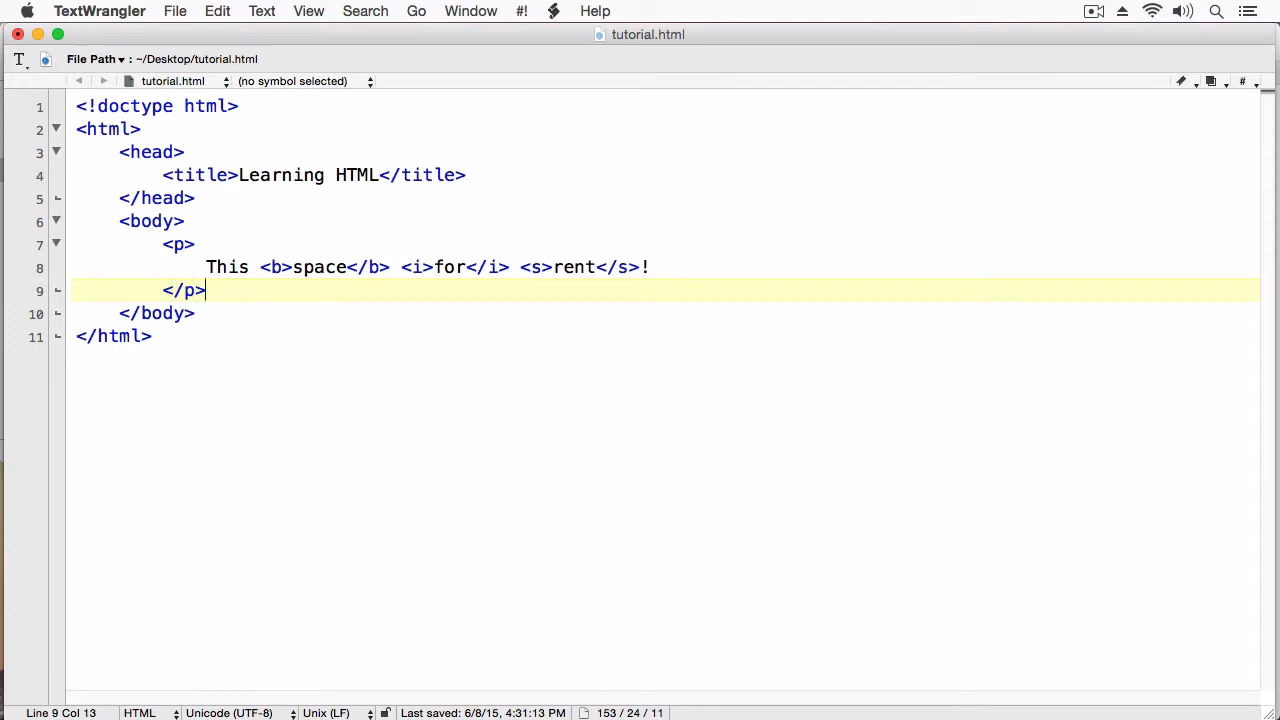 TextWrangler File Edit Text View Search Go Window #! Help
tutorial.html
T File Path : ~/Desktop/tutorial.html
tutorial.html (no symbol selected) #
1 <!doctype html>
2 <html>
3 <head>
4 <title>Learning HTML</title>
5 </head>
6 <body>
7 <p>
8 This <b>space</b> <i>for</i> <s>rent</s>!
9 </p>
10 </body>
11 </html>
Line 9 Col 13 HTML Unicode (UTF-8) Unix (LF) Last saved: 6/8/15, 4:31:13 PM 153 / 24 / 11